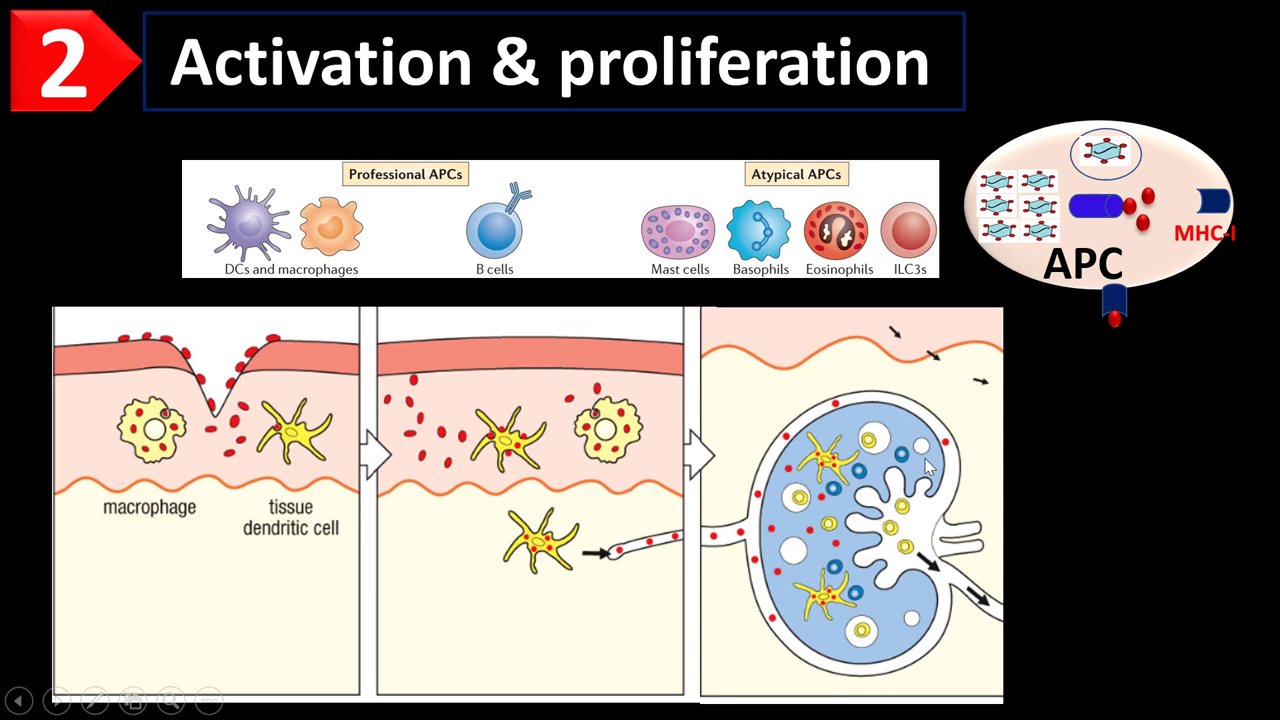 2
Activation & proliferation
Professional APCs
Atypical APCs
DCs and macrophages
B cells
Mast cells
Basophils
Eosinophils
ILC3s
MHC-I
APC
macrophage
tissue
dendritic cell